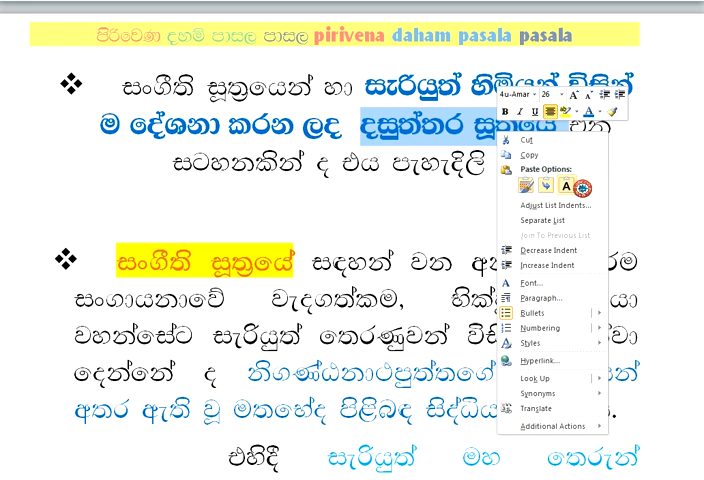 පිරිවෙණ දහම් පාසල පාසල pirivena daham pasala pasala
❖ සංගීති සූත්‍රයෙන් හා සැරියුත් හිමියන් විසින්
ම දේශනා කරන ලද දසුත්තර සූත්‍රයේ එන
සටහනකින් ද එය පැහැදිලි
❖ සංගීති සූත්‍රයේ සඳහන් වන
සංගායනාවේ වැදගත්කම,
වහන්සේට සැරියුත් තෙරණුවන්
දෙන්නේ ද නිගණ්ඨනාථපුත්තගේ
අතර ඇති වූ මතභේද පිළිබඳ
එහිදී සැරියුත් මහ තෙරුන්
4u-Amar 26 A A
B I U A
Cut
Copy
Paste Options:
A
Adjust List Indents...
Separate List
Join To Previous List
Decrease Indent
Increase Indent
Font...
Paragraph...
Bullets
Numbering
Styles
Hyperlink...
Look Up
Synonyms
Translate
Additional Actions